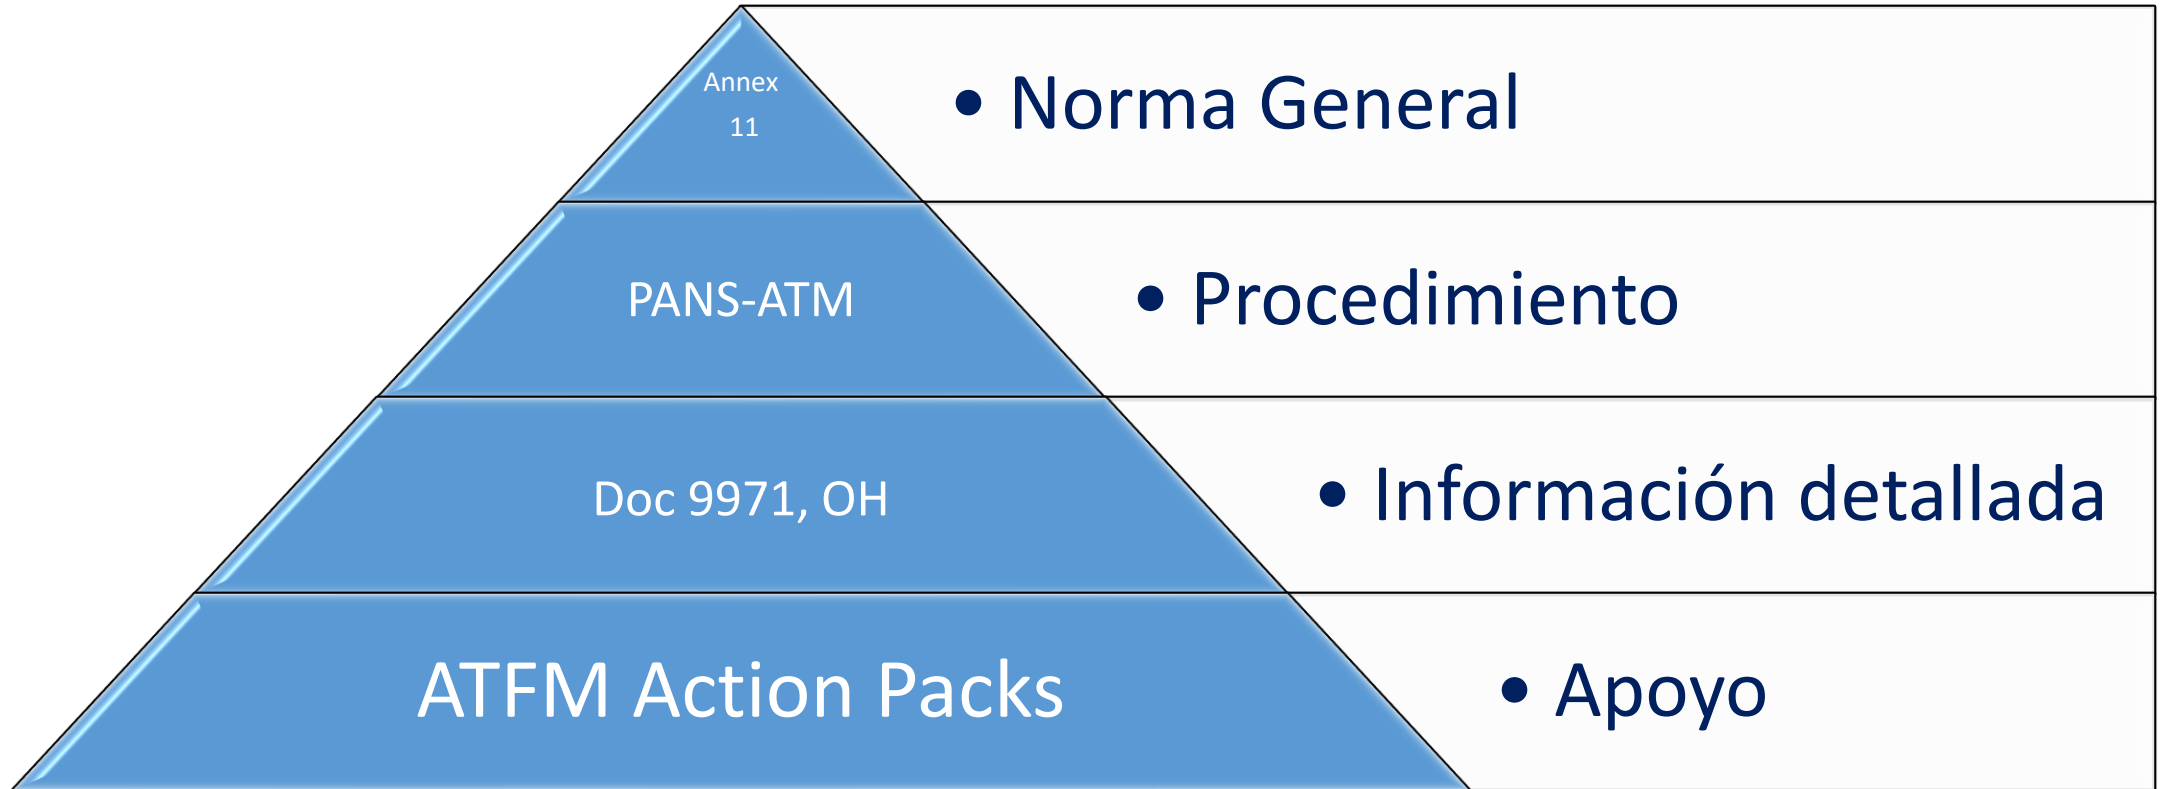 Annex
11
• Norma General
PANS-ATM
• Procedimiento
Doc 9971, OH
• Información detallada
ATFM Action Packs
• Apoyo